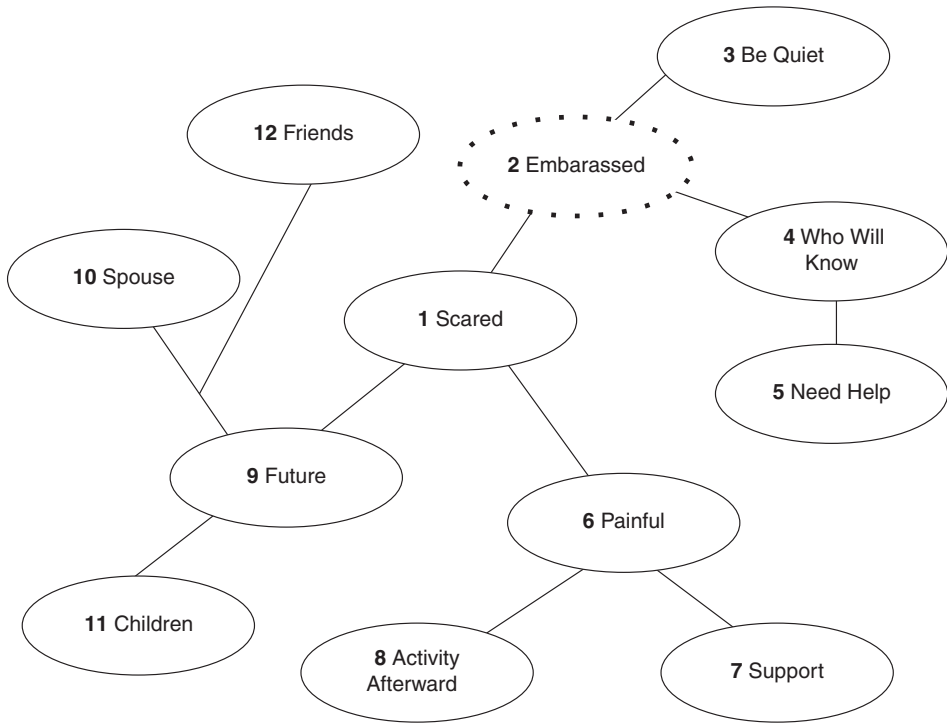 3 Be Quiet
12 Friends
2 Embarassed
4 Who Will
Know
10 Spouse
1 Scared
5 Need Help
9 Future
6 Painful
11 Children
8 Activity
Afterward
7 Support